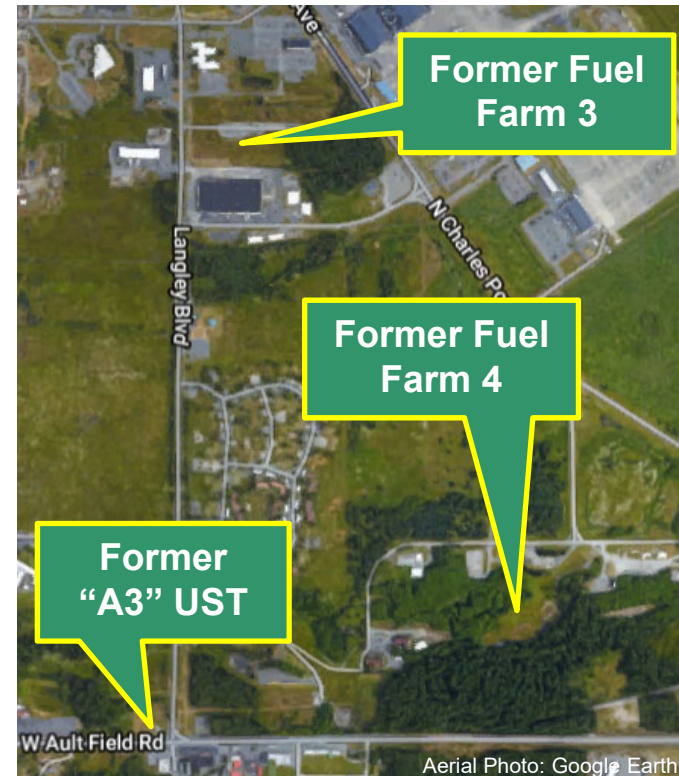 Ave
Former Fuel
Farm 3
N Charles Po
Langley Blvd
Former Fuel
Farm 4
Former
“A3” UST
W Ault Field Rd
Aerial Photo: Google Earth